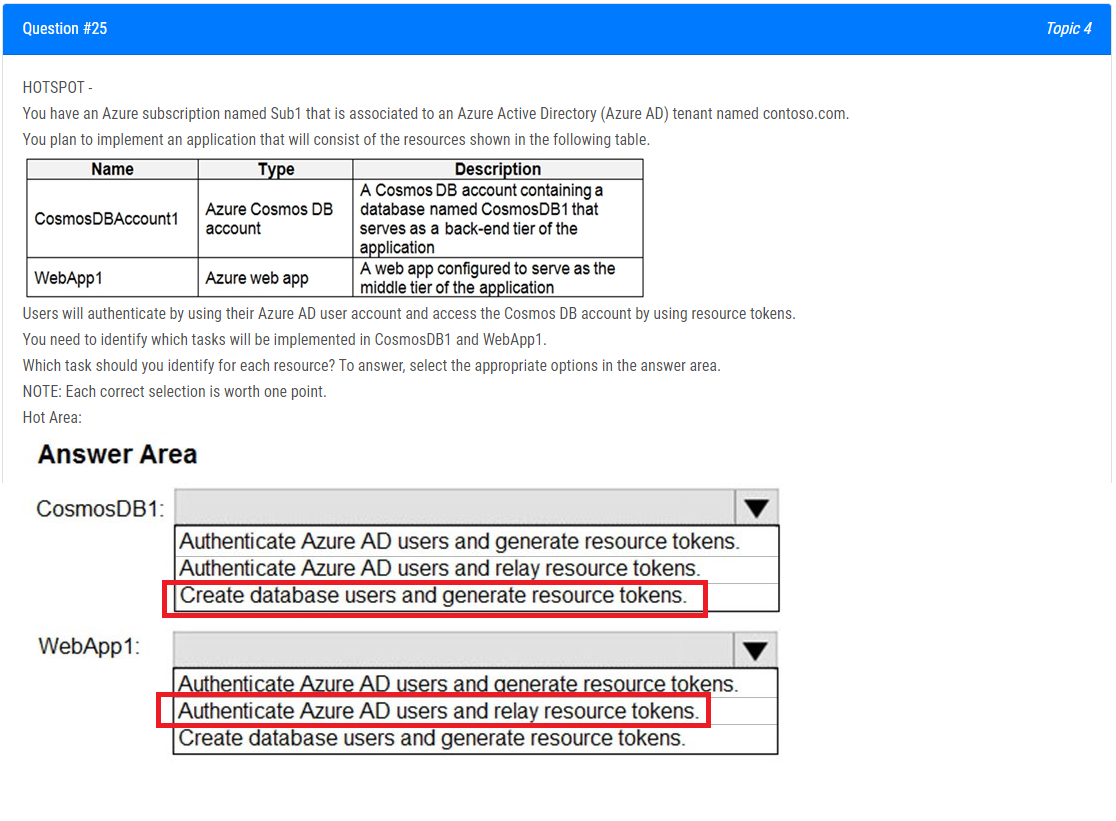 Question #25 Topic 4
HOTSPOT -
You have an Azure subscription named Sub1 that is associated to an Azure Active Directory (Azure AD) tenant named contoso.com.
You plan to implement an application that will consist of the resources shown in the following table.
Name Type Description
CosmosDBAccount1 Azure Cosmos DB account A Cosmos DB account containing a
database named CosmosDB1 that
serves as a back-end tier of the
application
WebApp1 Azure web app A web app configured to serve as the
middle tier of the application
Users will authenticate by using their Azure AD user account and access the Cosmos DB account by using resource tokens.
You need to identify which tasks will be implemented in CosmosDB1 and WebApp1.
Which task should you identify for each resource? To answer, select the appropriate options in the answer area.
NOTE: Each correct selection is worth one point.
Hot Area:
Answer Area
CosmosDB1:
Authenticate Azure AD users and generate resource tokens.
Authenticate Azure AD users and relay resource tokens.
Create database users and generate resource tokens.
WebApp1:
Authenticate Azure AD users and generate resource tokens.
Authenticate Azure AD users and relay resource tokens.
Create database users and generate resource tokens.